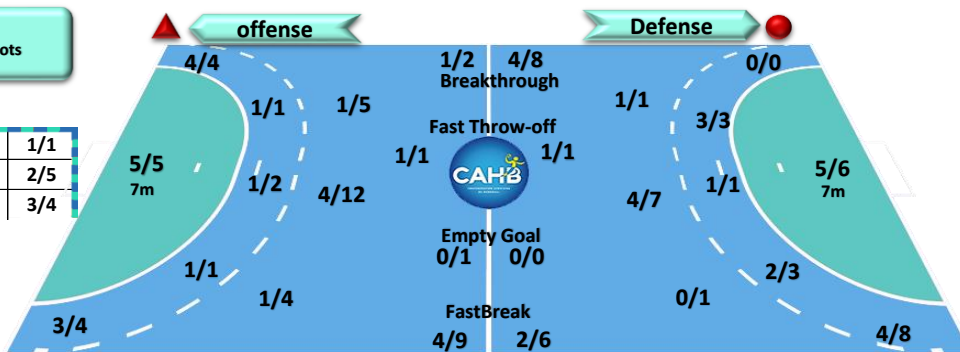 offense
Defense
ots
4/4
1/2
4/8
0/0
Breakthrough
1/1
1/5
1/1
3/3
Fast Throw-off
1/1
1/1
1/1
2/5
3/4
5/5
7m
CAHB
5/6
7m
1/2
4/12
4/7
1/1
Empty Goal
0/1
0/0
1/1
2/3
1/4
0/1
FastBreak
3/4
4/9
2/6
4/8